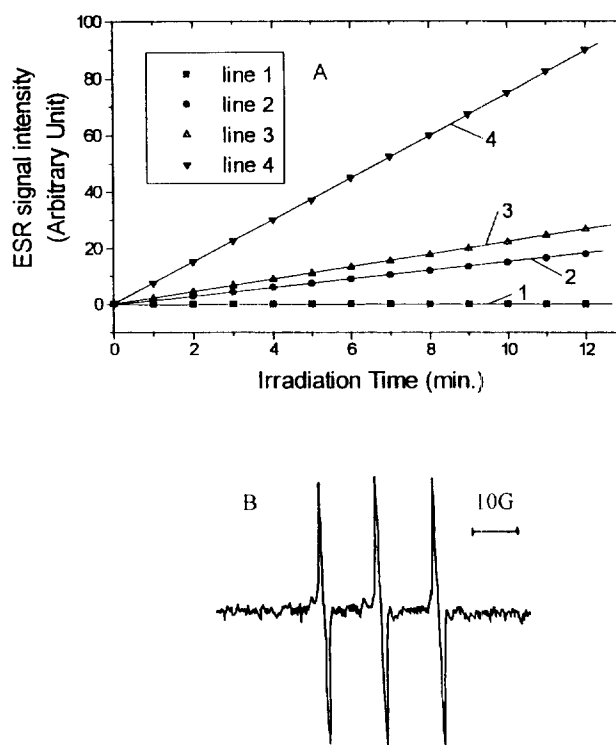 ESR signal intensity
(Arbitrary Unit)
100
80
60
40
20
0
line 1
line 2
line 3
line 4
A
4
3
2
1
0
2
4
6
8
10
12
Irradiation Time (min.)
B
10G